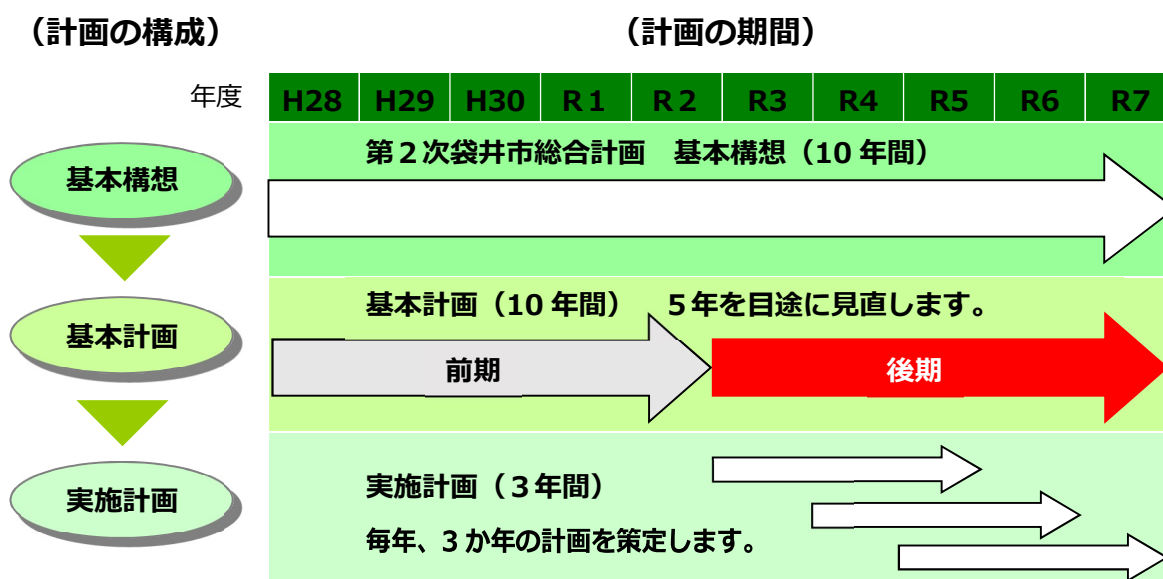 （計画の構成）
（計画の期間）
年度
H28 H29 H30 R１ R２ R3 R4 R5 R6 R7
基本構想
第２次袋井市総合計画　基本構想（10 年間）
基本計画
基本計画（10 年間）　５年を目途に見直します。
前期
後期
実施計画
実施計画（３年間）
毎年、３か年の計画を策定します。